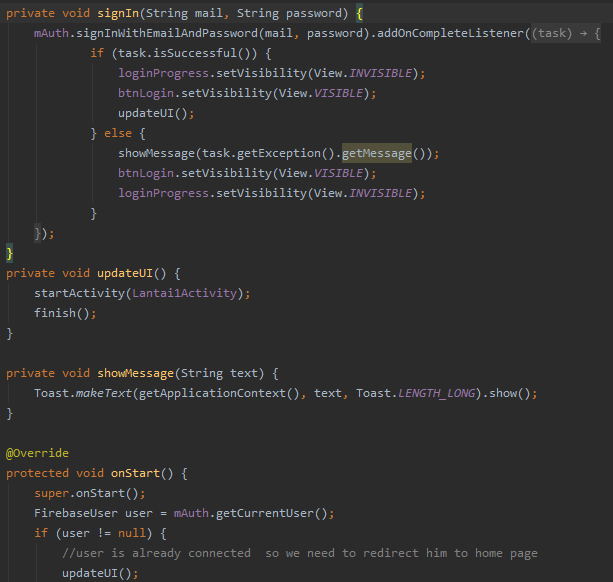 private void signIn(String mail, String password) {
    mAuth.signInWithEmailAndPassword(mail, password).addOnCompleteListener((task) → {
            if (task.isSuccessful()) {
                loginProgress.setVisibility(View.INVISIBLE);
                btnLogin.setVisibility(View.VISIBLE);
                updateUI();
            } else {
                showMessage(task.getException().getMessage());
                btnLogin.setVisibility(View.VISIBLE);
                loginProgress.setVisibility(View.INVISIBLE);
            }
    });
}
private void updateUI() {
    startActivity(Lantai1Activity);
    finish();
}

private void showMessage(String text) {
    Toast.makeText(getApplicationContext(), text, Toast.LENGTH_LONG).show();
}

@Override
protected void onStart() {
    super.onStart();
    FirebaseUser user = mAuth.getCurrentUser();
    if (user != null) {
        //user is already connected  so we need to redirect him to home page
        updateUI();